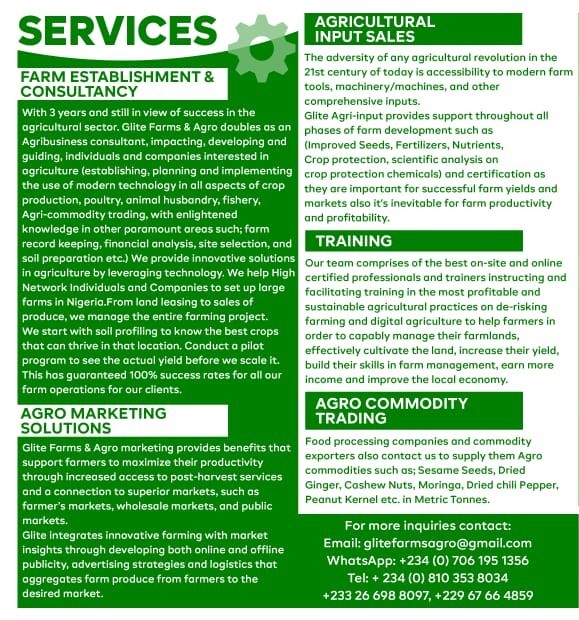 SERVICES
FARM ESTABLISHMENT &
CONSULTANCY
With 3 years and still in view of success in the
agricultural sector. Glite Farms & Agro doubles as an
Agribusiness consultant, impacting, developing and
guiding, individuals and companies interested in
agriculture (establishing, planning and implementing
the use of modern technology in all aspects of crop
production, poultry, animal husbandry, fishery,
Agri-commodity trading, with enlightened
knowledge in other paramount areas such; farm
record keeping, financial analysis, site selection, and
soil preparation etc.) We provide innovative solutions
in agriculture by leveraging technology. We help High
Network Individuals and Companies to set up large
farms in Nigeria.From land leasing to sales of
produce, we manage the entire farming project.
We start with soil profiling to know the best crops
that can thrive in that location. Conduct a pilot
program to see the actual yield before we scale it.
This has guaranteed 100% success rates for all our
farm operations for our clients.
AGRO MARKETING
SOLUTIONS
Glite Farms & Agro marketing provides benefits that
support farmers to maximize their productivity
through increased access to post-harvest services
and a connection to superior markets, such as
farmer's markets, wholesale markets, and public
markets.
Glite integrates innovative farming with market
insights through developing both online and offline
publicity, advertising strategies and logistics that
aggregates farm produce from farmers to the
desired market.
AGRICULTURAL
INPUT SALES
The adversity of any agricultural revolution in the
21st century of today is accessibility to modern farm
tools, machinery/machines, and other
comprehensive inputs.
Glite Agri-input provides support throughout all
phases of farm development such as
(Improved Seeds, Fertilizers, Nutrients,
Crop protection, scientific analysis on
crop protection chemicals) and certification as
they are important for successful farm yields and
markets also it's inevitable for farm productivity
and profitability.
TRAINING
Our team comprises of the best on-site and online
certified professionals and trainers instructing and
facilitating training in the most profitable and
sustainable agricultural practices on de-risking
farming and digital agriculture to help farmers in
order to capably manage their farmlands,
effectively cultivate the land, increase their yield,
build their skills in farm management, earn more
income and improve the local economy.
AGRO COMMODITY
TRADING
Food processing companies and commodity
exporters also contact us to supply them Agro
commodities such as; Sesame Seeds, Dried
Ginger, Cashew Nuts, Moringa, Dried chili Pepper,
Peanut Kernel etc. in Metric Tonnes.
For more inquiries contact:
Email: glitefarmsagro@gmail.com
WhatsApp: +234 (0) 706 195 1356
Tel: + 234 (0) 810 353 8034
+233 26 698 8097, +229 67 66 4859